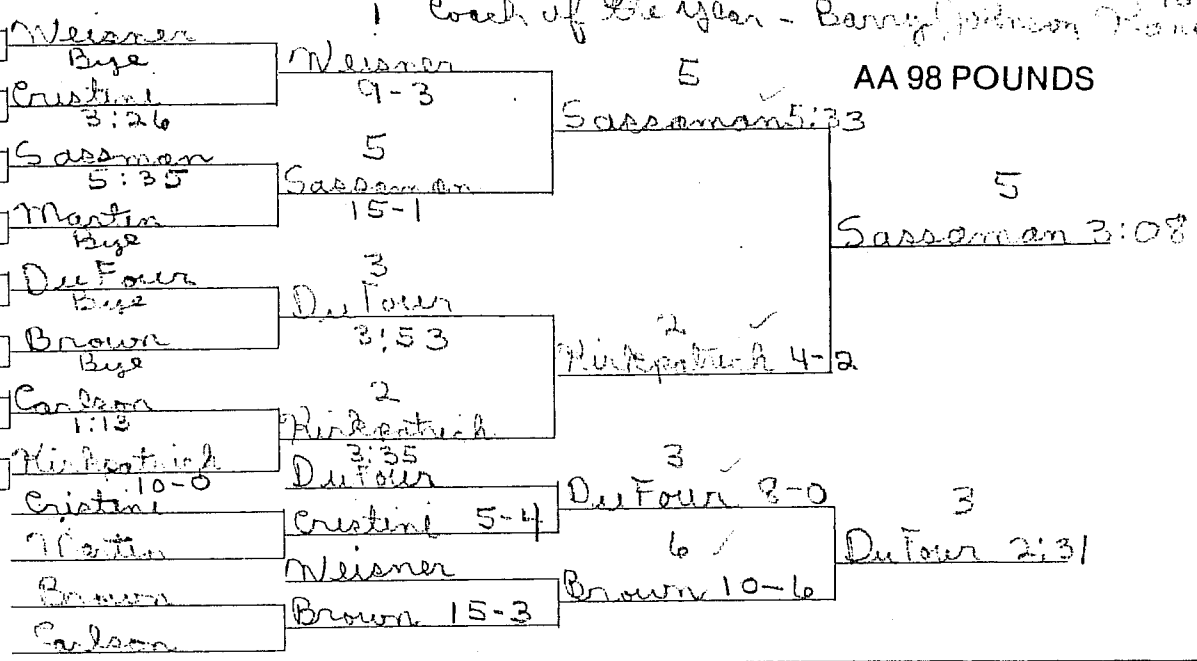 ! Coach of the Year - Barry Johnson
AA 98 POUNDS
Weisner
Bye
Cristini
3:26
Sassman
5:35
Martin
Bye
DuFour
Bye
Brown
Bye
Carlson
1:13
Kirkpatrick
10-0
Cristini
Martin
Brown
Carlson
Weisner
9-3
5
Sassaman
15-1
3
DuFour
3:53
2
Kirkpatrick
3:35
DuFour
Cristini 5-4
Weisner
Brown 15-3
5
Sassaman 5:33
2
Kirkpatrick 4-2
3
DuFour 8-0
6
Brown 10-6
5
Sassaman 3:08
3
DuFour 2:31